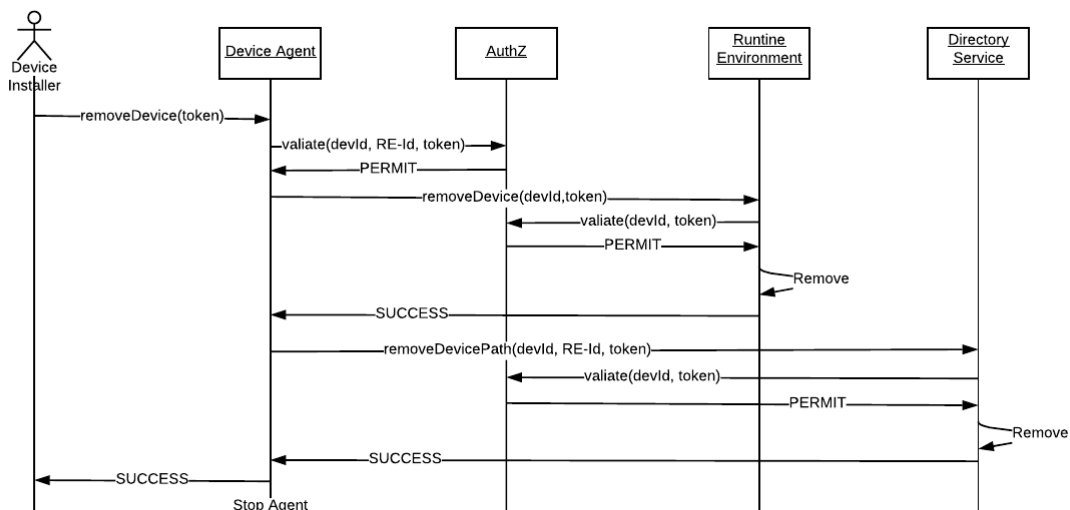 Device
Installer
Device Agent
AuthZ
Runtine
Environment
Directory
Service
removeDevice(token)
valiate(devId, RE-Id, token)
PERMIT
removeDevice(devId,token)
valiate(devId, token)
PERMIT
Remove
SUCCESS
removeDevicePath(devId, RE-Id, token)
valiate(devId, token)
PERMIT
Remove
SUCCESS
SUCCESS
Stop Agent